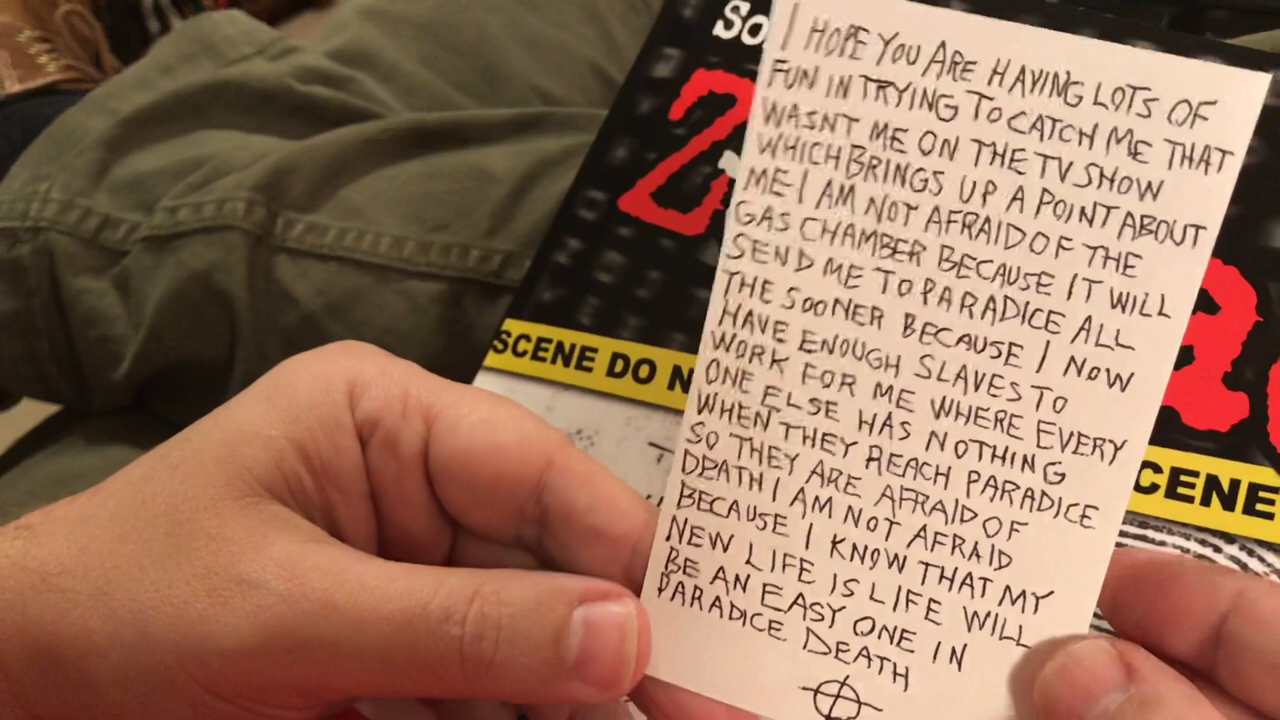 So
Z
SCENE DO N
CENE
I HOPE YOU ARE HAVING LOTS OF
FUN IN TRYING TO CATCH ME THAT
WASNT ME ON THE TV SHOW
WHICH BRINGS UP A POINT ABOUT
ME-I AM NOT AFRAID OF THE
GAS CHAMBER BECAUSE IT WILL
SEND ME TO PARADICE ALL
THE SOONER BECAUSE I NOW
HAVE ENOUGH SLAVES TO
WORK FOR ME WHERE EVERY
ONE ELSE HAS NOTHING
WHEN THEY REACH PARADICE
SO THEY ARE AFRAID OF
DEATH I AM NOT AFRAID
BECAUSE I KNOW THAT MY
NEW LIFE IS LIFE WILL
BE AN EASY ONE IN
PARADICE DEATH